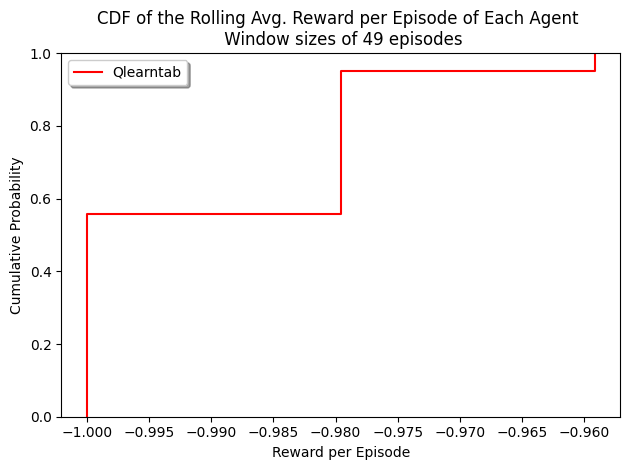 CDF of the Rolling Avg. Reward per Episode of Each Agent
Window sizes of 49 episodes
Qlearntab
Cumulative Probability
1.0
0.8
0.6
0.4
0.2
0.0
−1.000 −0.995 −0.990 −0.985 −0.980 −0.975 −0.970 −0.965 −0.960
Reward per Episode